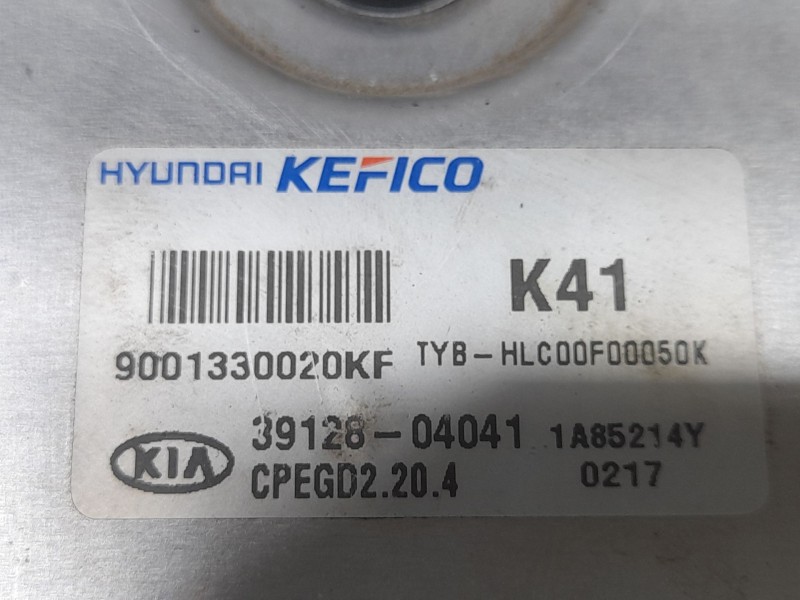 HYUNDAI KEFICO
K41
9001330020KF TYB-HLC00F00050K
39128-04041 1A85214Y
KIA CPEGD2.20.4 0217